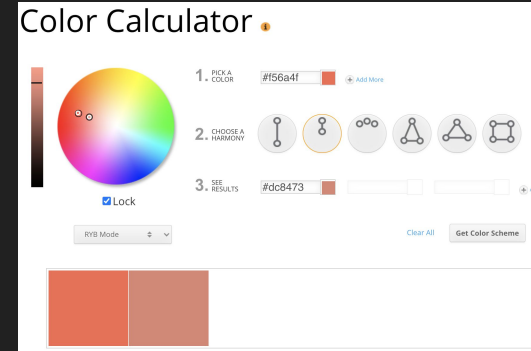 Color Calculator
1. PICK A COLOR
#f56a4f
Add More
2. CHOOSE A HARMONY
3. SEE RESULTS
#dc8473
Lock
RYB Mode
Clear All
Get Color Scheme